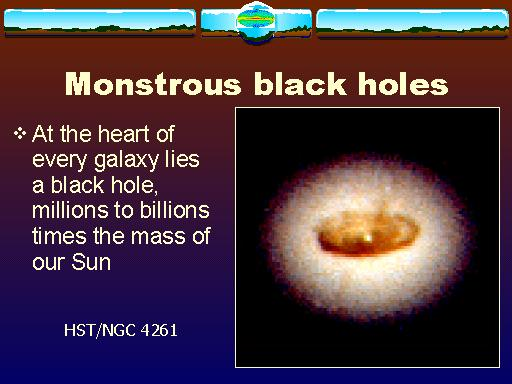 Monstrous black holes
At the heart of
every galaxy lies
a black hole,
millions to billions
times the mass of
our Sun
HST/NGC 4261